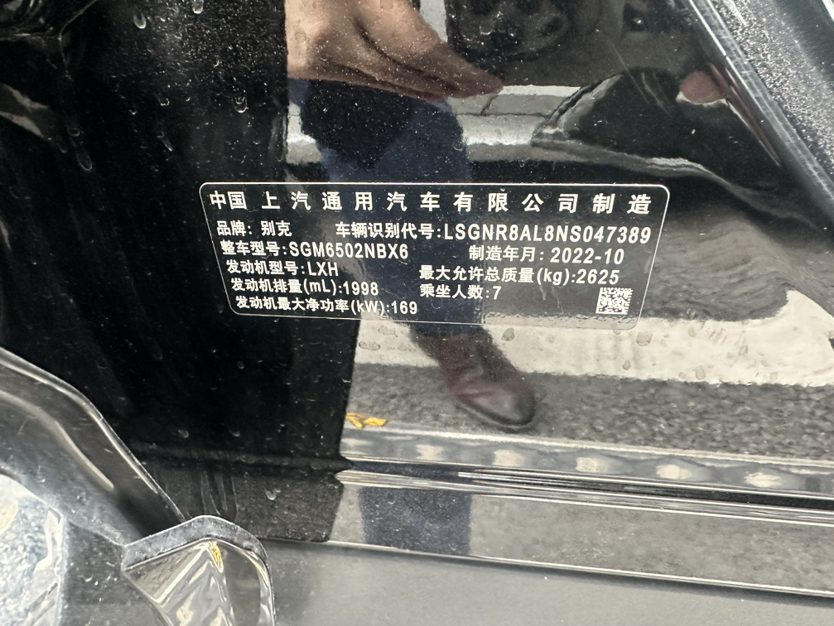 中国 上汽通用汽车有限公司制造
品牌: 别克 车辆识别代号:LSGNR8AL8NS047389
整车型号:SGM6502NBX6 制造年月: 2022-10
发动机型号:LXH 最大允许总质量(kg):2625
发动机排量(mL):1998 乘坐人数:7
发动机最大净功率(kW):169